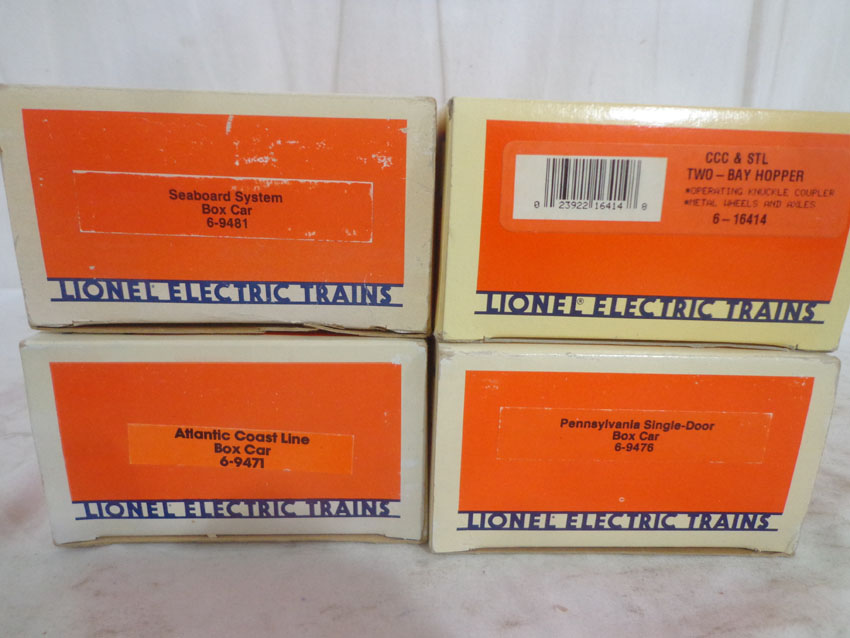 Seaboard System
Box Car
6-9481
LIONEL ELECTRIC TRAINS
CCC & STL
TWO-BAY HOPPER
*OPERATING KNUCKLE COUPLER
*METAL WHEELS AND AXLES
6-16414
0 23922 16414 8
LIONEL® ELECTRIC TRAINS
Atlantic Coast Line
Box Car
6-9471
LIONEL ELECTRIC TRAINS
Pennsylvania Single-Door
Box Car
6-9476
LIONEL ELECTRIC TRAINS